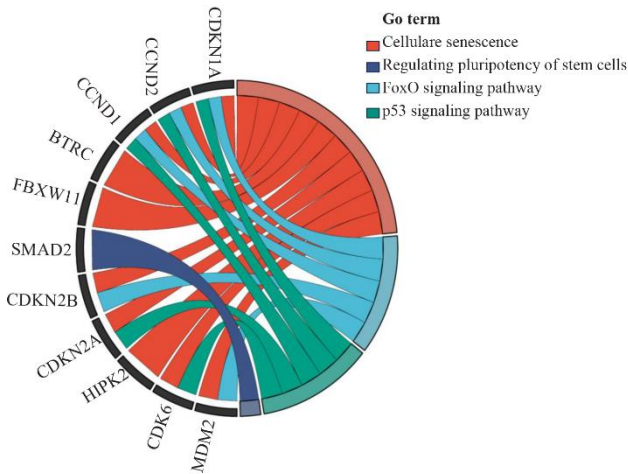 Go term
Cellulare senescence
Regulating pluripotency of stem cells
FoxO signaling pathway
p53 signaling pathway
CDKN1A
CCND2
CCND1
BTRC
FBXW11
SMAD2
CDKN2B
CDKN2A
HIPK2
CDK6
MDM2